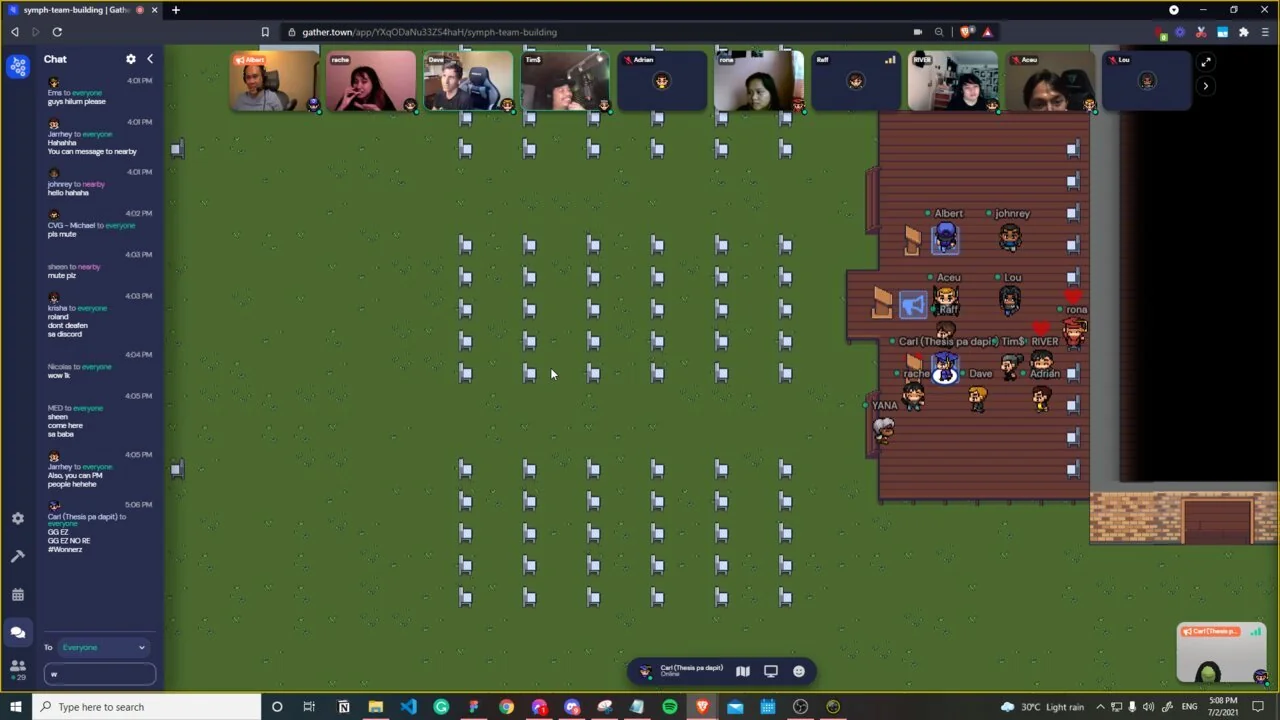 symph-team-building | Gathe
gather.town/app/YXqODaNu33ZS4haH/symph-team-building
Chat
4:01 PM
Ems to everyone
guys hilum please
4:01 PM
Jarrhey to everyone
Hahahha
You can message to nearby
4:01 PM
johnrey to nearby
hello hahaha
4:02 PM
CVG - Michael to everyone
pls mute
4:03 PM
sheen to nearby
mute plz
4:03 PM
krisha to everyone
roland
dont deafen
sa discord
4:04 PM
Nicolas to everyone
wow 1k
4:05 PM
MED to everyone
sheen
come here
sa baba
4:05 PM
Jarrhey to everyone
Also, you can PM
people hehehe
5:06 PM
Carl (Thesis pa dapit) to
everyone
GG EZ
GG EZ NO RE
#Wonnerz
To Everyone
w
29
Albert
rache
Dave
Tim$
Adrian
rona
Raff
RIVER
Aceu
Lou
Albert
johnrey
Aceu
Lou
Raff
rona
Carl (Thesis pa dapit)
Tim$
RIVER
rache
Dave
Adrian
YANA
Carl (Thesis pa dapit)
Online
Carl (Thesis p...
Type here to search
30°C Light rain
ENG
5:08 PM
7/2/2021